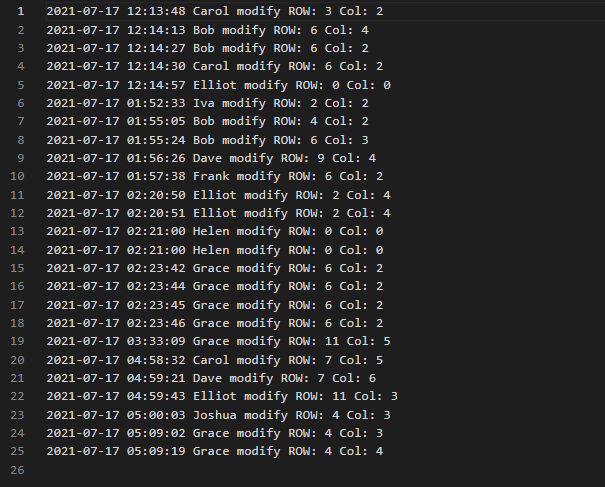 1 2021-07-17 12:13:48 Carol modify ROW: 3 Col: 2
2 2021-07-17 12:14:13 Bob modify ROW: 6 Col: 4
3 2021-07-17 12:14:27 Bob modify ROW: 6 Col: 2
4 2021-07-17 12:14:30 Carol modify ROW: 6 Col: 2
5 2021-07-17 12:14:57 Elliot modify ROW: 0 Col: 0
6 2021-07-17 01:52:33 Iva modify ROW: 2 Col: 2
7 2021-07-17 01:55:05 Bob modify ROW: 4 Col: 2
8 2021-07-17 01:55:24 Bob modify ROW: 6 Col: 3
9 2021-07-17 01:56:26 Dave modify ROW: 9 Col: 4
10 2021-07-17 01:57:38 Frank modify ROW: 6 Col: 2
11 2021-07-17 02:20:50 Elliot modify ROW: 2 Col: 4
12 2021-07-17 02:20:51 Elliot modify ROW: 2 Col: 4
13 2021-07-17 02:21:00 Helen modify ROW: 0 Col: 0
14 2021-07-17 02:21:00 Helen modify ROW: 0 Col: 0
15 2021-07-17 02:23:42 Grace modify ROW: 6 Col: 2
16 2021-07-17 02:23:44 Grace modify ROW: 6 Col: 2
17 2021-07-17 02:23:45 Grace modify ROW: 6 Col: 2
18 2021-07-17 02:23:46 Grace modify ROW: 6 Col: 2
19 2021-07-17 03:33:09 Grace modify ROW: 11 Col: 5
20 2021-07-17 04:58:32 Carol modify ROW: 7 Col: 5
21 2021-07-17 04:59:21 Dave modify ROW: 7 Col: 6
22 2021-07-17 04:59:43 Elliot modify ROW: 11 Col: 3
23 2021-07-17 05:00:03 Joshua modify ROW: 4 Col: 3
24 2021-07-17 05:09:02 Grace modify ROW: 4 Col: 3
25 2021-07-17 05:09:19 Grace modify ROW: 4 Col: 4
26